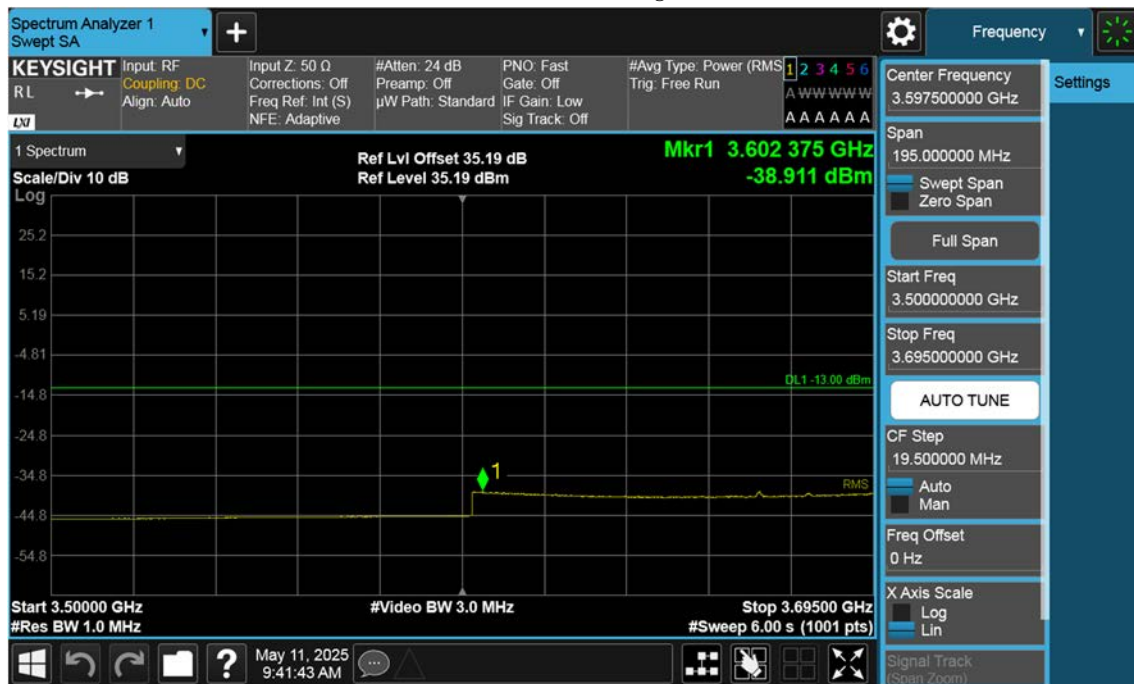 Spectrum Analyzer 1
Swept SA
+
Frequency
KEYSIGHT
RL
LXI
Input: RF
Coupling: DC
Align: Auto
Input Z: 50 Ω
Corrections: Off
Freq Ref: Int (S)
NFE: Adaptive
#Atten: 24 dB
Preamp: Off
µW Path: Standard
PNO: Fast
Gate: Off
IF Gain: Low
Sig Track: Off
#Avg Type: Power (RMS
Trig: Free Run
1 2 3 4 5 6
A W W W W W
A A A A A A
1 Spectrum
Scale/Div 10 dB
Log
Ref Lvl Offset 35.19 dB
Ref Level 35.19 dBm
Mkr1 3.602 375 GHz
-38.911 dBm
25.2
15.2
5.19
-4.81
DL1 -13.00 dBm
-14.8
-24.8
-34.8
1
RMS
-44.8
-54.8
Start 3.50000 GHz
#Res BW 1.0 MHz
#Video BW 3.0 MHz
Stop 3.69500 GHz
#Sweep 6.00 s (1001 pts)
Center Frequency
3.597500000 GHz
Span
195.000000 MHz
Swept Span
Zero Span
Full Span
Start Freq
3.500000000 GHz
Stop Freq
3.695000000 GHz
AUTO TUNE
CF Step
19.500000 MHz
Auto
Man
Freq Offset
0 Hz
X Axis Scale
Log
Lin
Signal Track
(Span Zoom)
Settings
?
May 11, 2025
9:41:43 AM